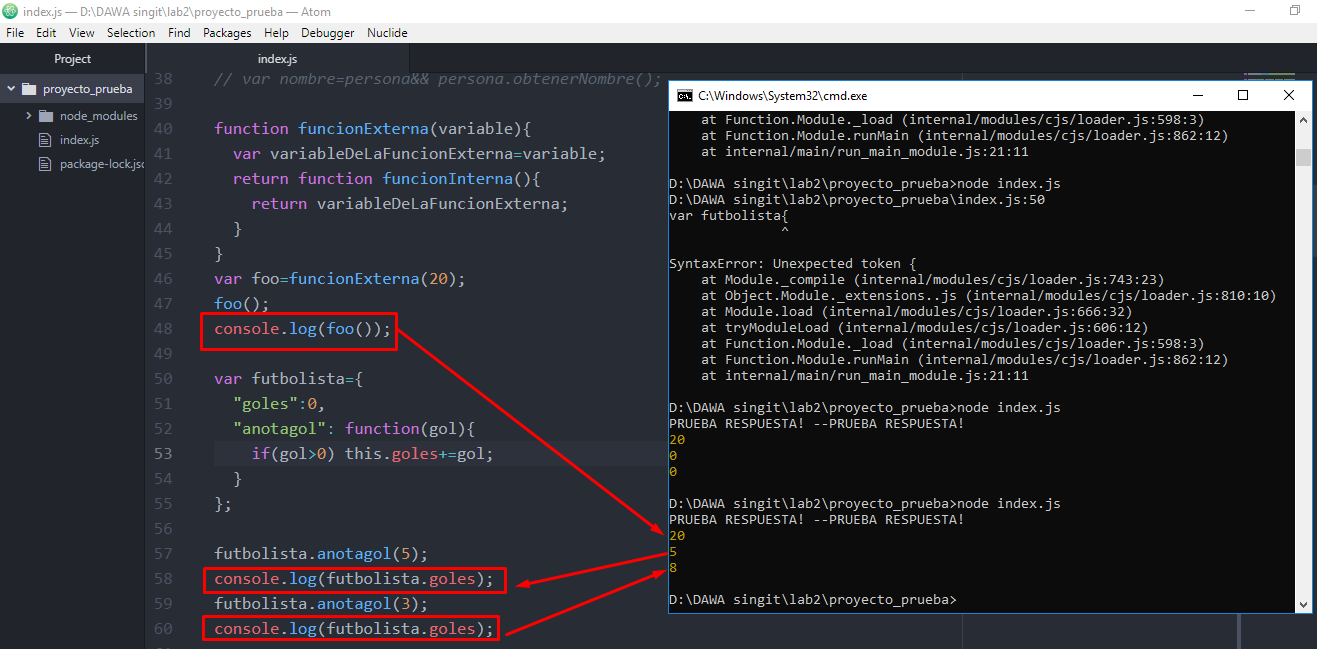 index.js — D:\DAWA singit\lab2\proyecto_prueba — Atom
File Edit View Selection Find Packages Help Debugger Nuclide
Project
proyecto_prueba
node_modules
index.js
package-lock.jsc
index.js
38 // var nombre=persona&& persona.obtenerNombre();
39
40 function funcionExterna(variable){
41 var variableDeLaFuncionExterna=variable;
42 return function funcionInterna(){
43 return variableDeLaFuncionExterna;
44 }
45 }
46 var foo=funcionExterna(20);
47 foo();
48 console.log(foo());
49
50 var futbolista={
51 "goles":0,
52 "anotagol": function(gol){
53 if(gol>0) this.goles+=gol;
54 }
55 };
56
57 futbolista.anotagol(5);
58 console.log(futbolista.goles);
59 futbolista.anotagol(3);
60 console.log(futbolista.goles);
C:\Windows\System32\cmd.exe
at Function.Module._load (internal/modules/cjs/loader.js:598:3)
at Function.Module.runMain (internal/modules/cjs/loader.js:862:12)
at internal/main/run_main_module.js:21:11
D:\DAWA singit\lab2\proyecto_prueba>node index.js
D:\DAWA singit\lab2\proyecto_prueba\index.js:50
var futbolista{
^
SyntaxError: Unexpected token {
at Module._compile (internal/modules/cjs/loader.js:743:23)
at Object.Module._extensions..js (internal/modules/cjs/loader.js:810:10)
at Module.load (internal/modules/cjs/loader.js:666:32)
at tryModuleLoad (internal/modules/cjs/loader.js:606:12)
at Function.Module._load (internal/modules/cjs/loader.js:598:3)
at Function.Module.runMain (internal/modules/cjs/loader.js:862:12)
at internal/main/run_main_module.js:21:11
D:\DAWA singit\lab2\proyecto_prueba>node index.js
PRUEBA RESPUESTA! --PRUEBA RESPUESTA!
20
0
0
D:\DAWA singit\lab2\proyecto_prueba>node index.js
PRUEBA RESPUESTA! --PRUEBA RESPUESTA!
20
5
8
D:\DAWA singit\lab2\proyecto_prueba>